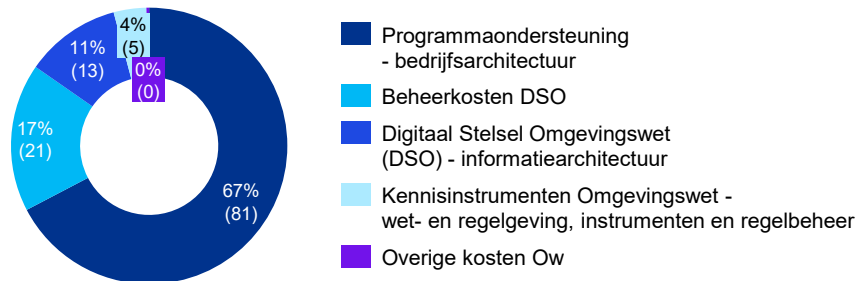 4%
(5)
11%
(13)
0%
(0)
17%
(21)
67%
(81)
Programmaondersteuning
- bedrijfsarchitectuur
Beheerkosten DSO
Digitaal Stelsel Omgevingswet
(DSO) - informatiearchitectuur
Kennisinstrumenten Omgevingswet -
wet- en regelgeving, instrumenten en regelbeheer
Overige kosten Ow